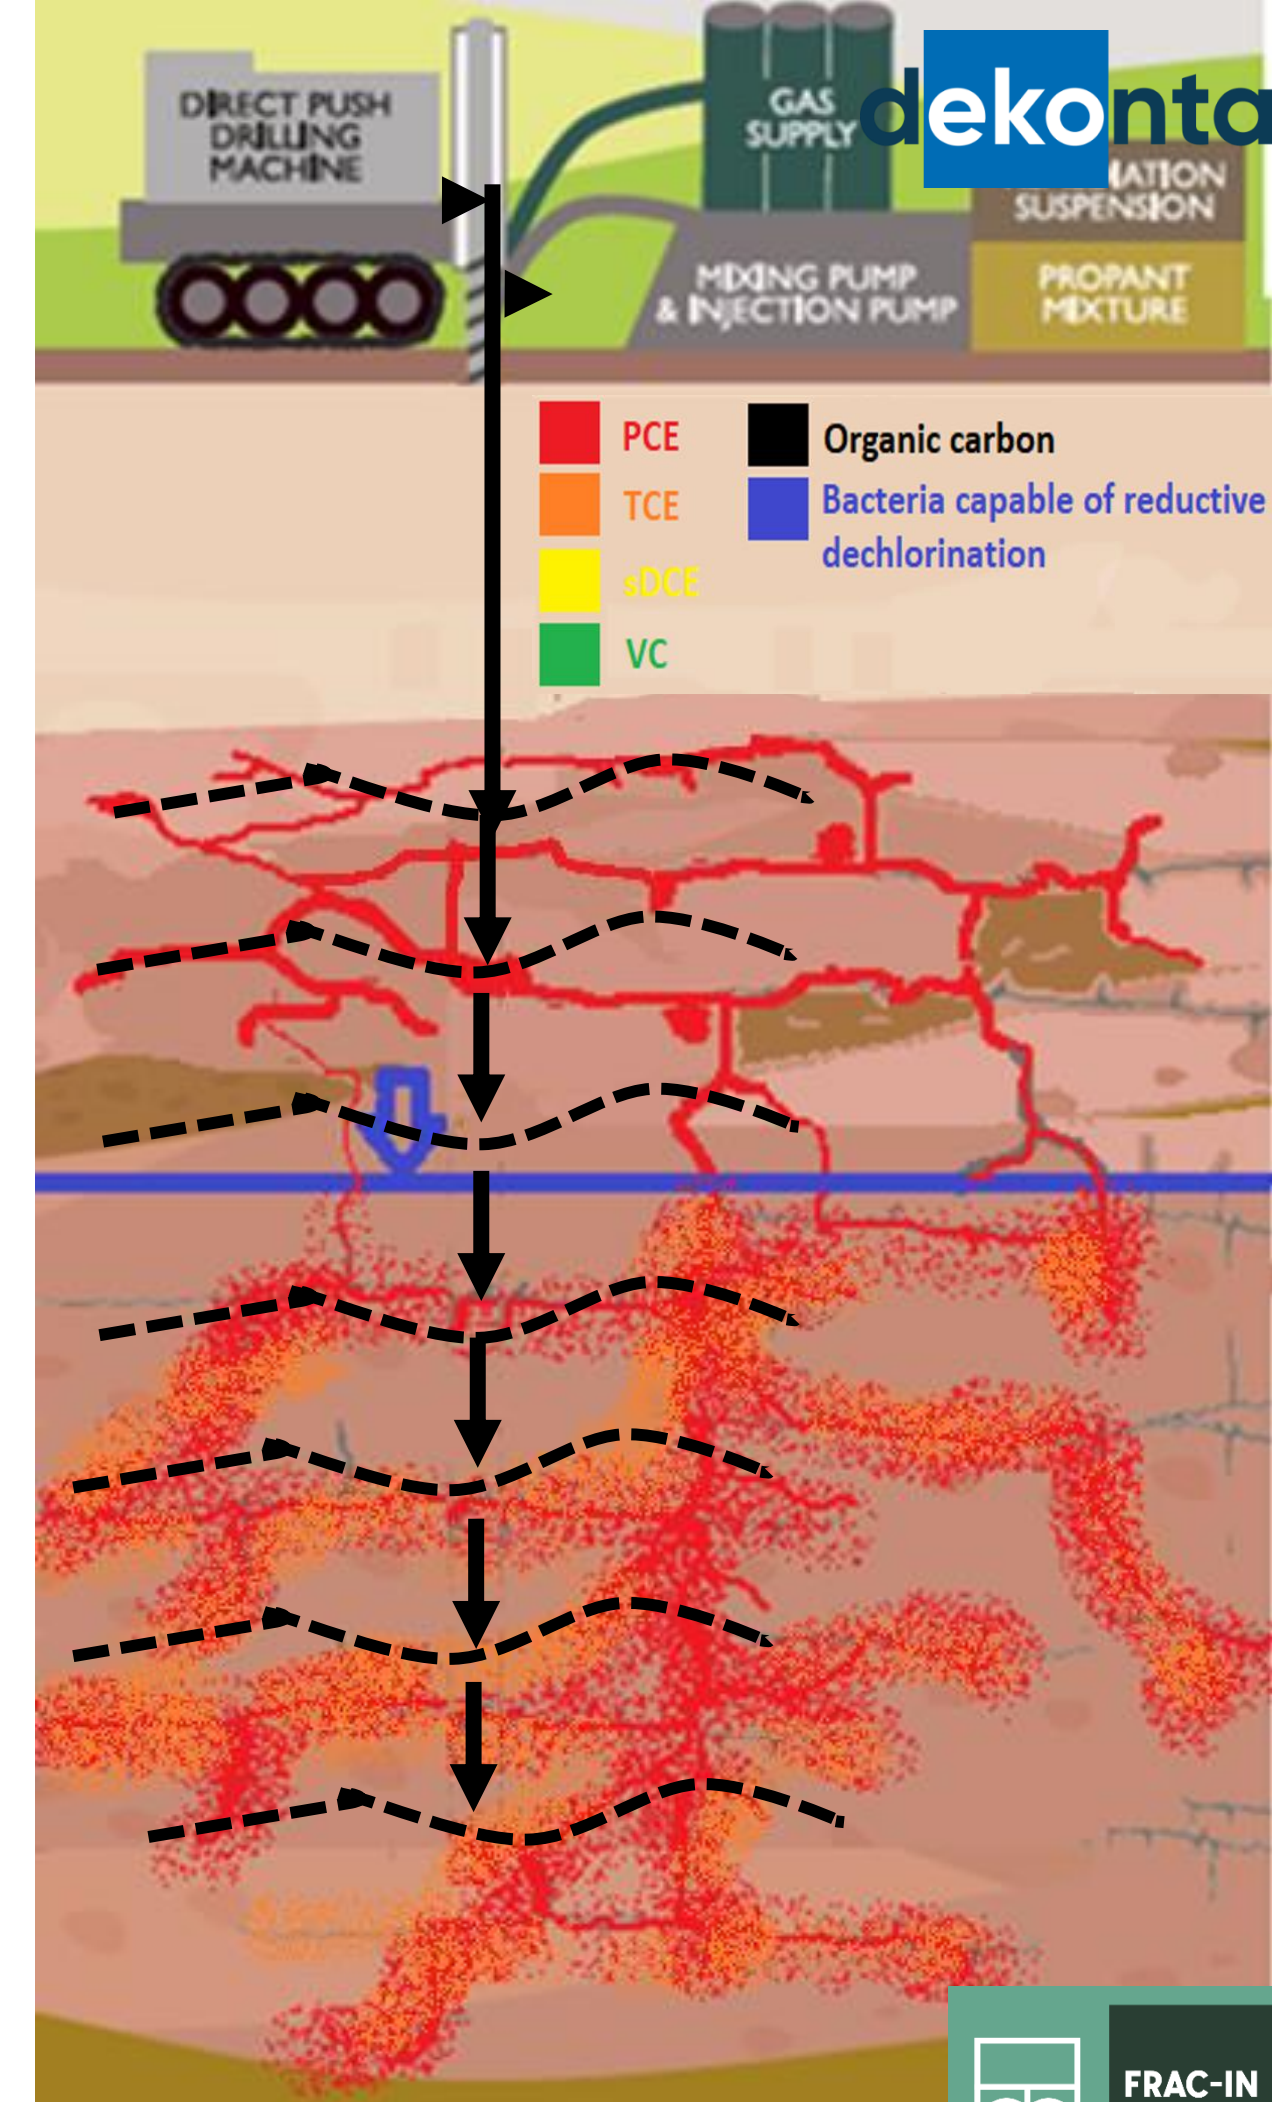 DIRECT PUSH
DRILLING
MACHINE
GAS
SUPPLY
dekonta
SUSPENSION
MIXING PUMP
& INJECTION PUMP
PROPANT
MIXTURE
PCE
TCE
sDCE
VC
Organic carbon
Bacteria capable of reductive
dechlorination
FRAC-IN